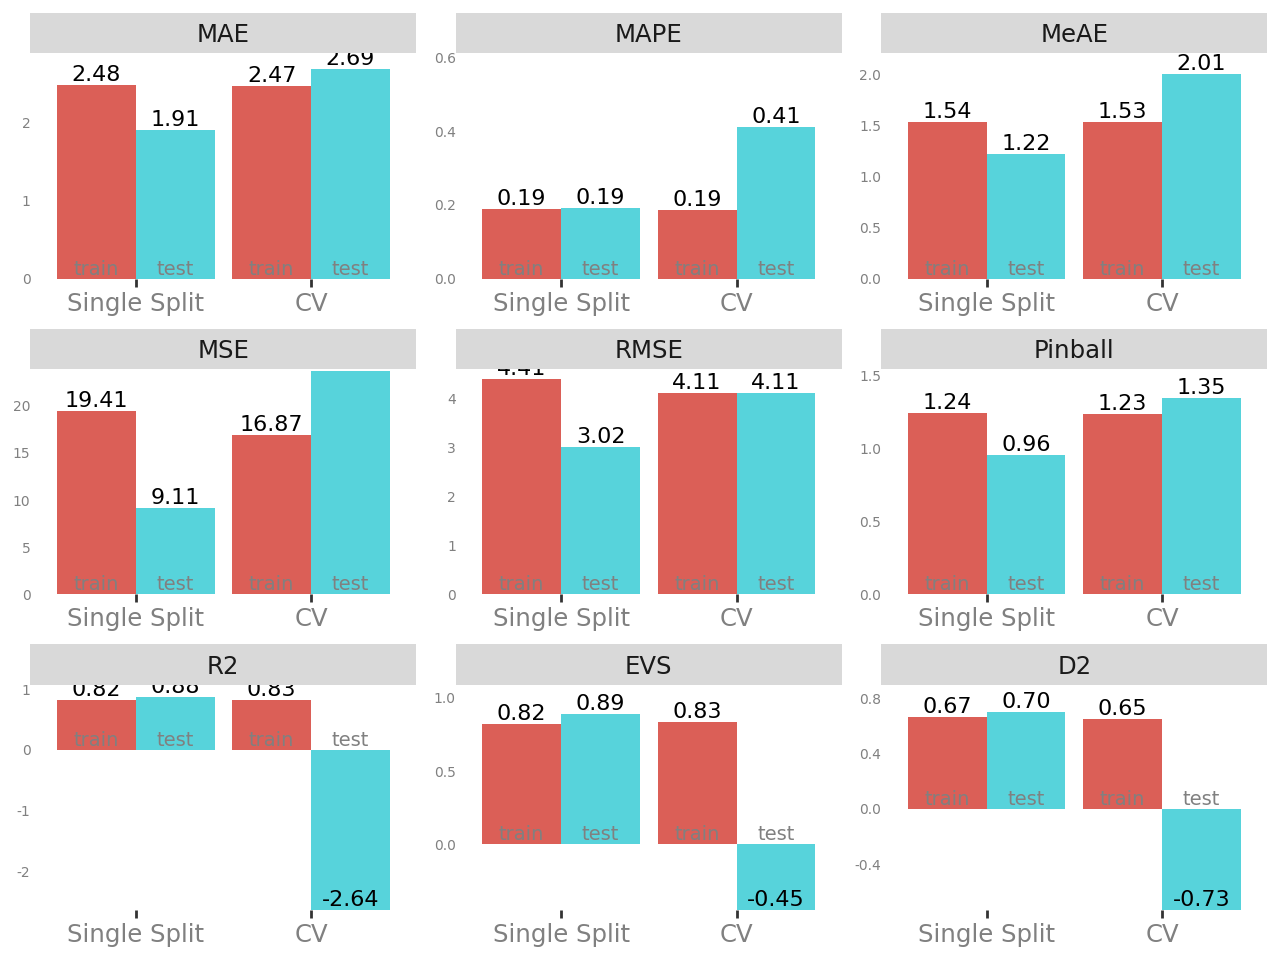 MAE
2.48
1.91
2.47
2.69
2
1
0
train
test
train
test
Single Split
CV
MAPE
0.6
0.4
0.2
0.0
0.19
0.19
0.19
0.41
train
test
train
test
Single Split
CV
MeAE
2.0
1.5
1.0
0.5
0.0
1.54
1.22
1.53
2.01
train
test
train
test
Single Split
CV
MSE
20
15
10
5
0
19.41
9.11
16.87
train
test
train
test
Single Split
CV
RMSE
4
3
2
1
0
4.41
3.02
4.11
4.11
train
test
train
test
Single Split
CV
Pinball
1.5
1.0
0.5
0.0
1.24
0.96
1.23
1.35
train
test
train
test
Single Split
CV
R2
1
0
-1
-2
0.82
0.88
0.83
-2.64
train
test
train
test
Single Split
CV
EVS
1.0
0.5
0.0
0.82
0.89
0.83
-0.45
train
test
train
test
Single Split
CV
D2
0.8
0.4
0.0
-0.4
0.67
0.70
0.65
-0.73
train
test
train
test
Single Split
CV